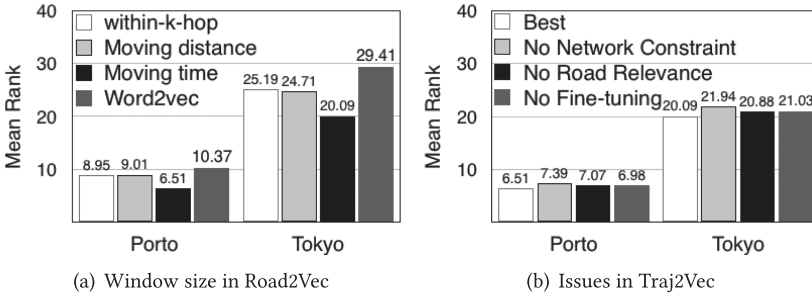 40
30
20
10
Mean Rank
within-k-hop
Moving distance
Moving time
Word2vec
8.95
9.01
6.51
10.37
25.19
24.71
20.09
29.41
Porto
Tokyo
(a) Window size in Road2Vec
40
30
20
10
Mean Rank
Best
No Network Constraint
No Road Relevance
No Fine-tuning
6.51
7.39
7.07
6.98
20.09
21.94
20.88
21.03
Porto
Tokyo
(b) Issues in Traj2Vec